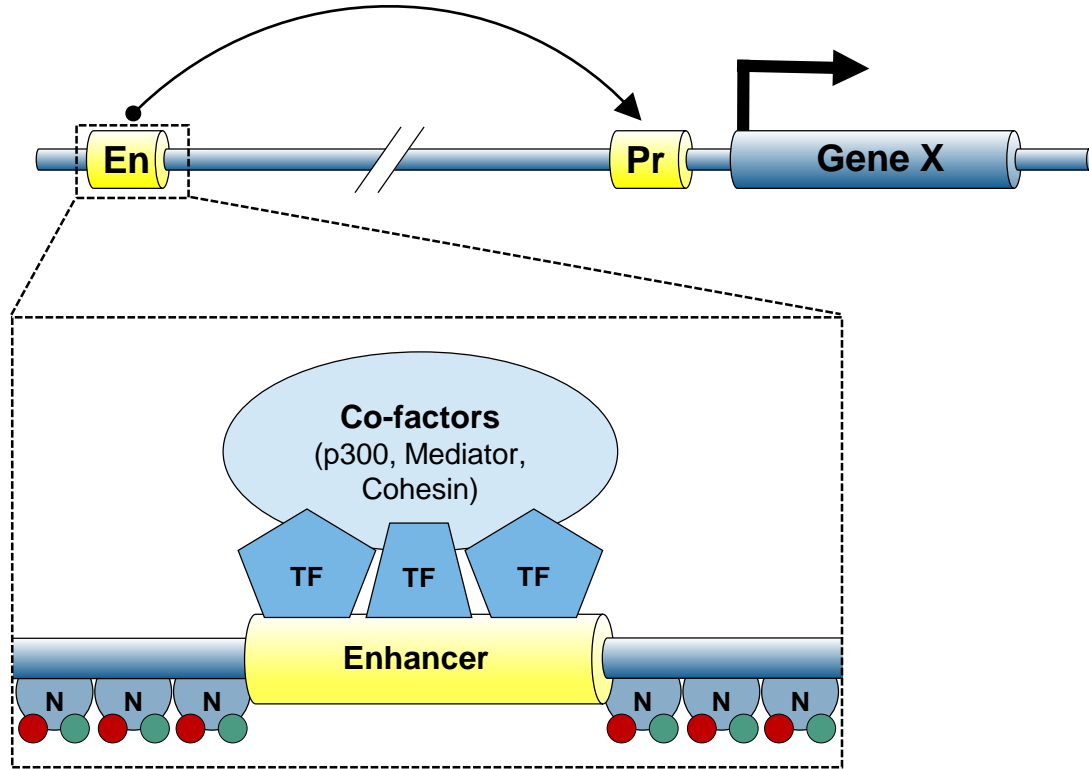 En
Pr
Gene X
Co-factors
(p300, Mediator,
Cohesin)
TF
TF
TF
Enhancer
N
N
N
N
N
N